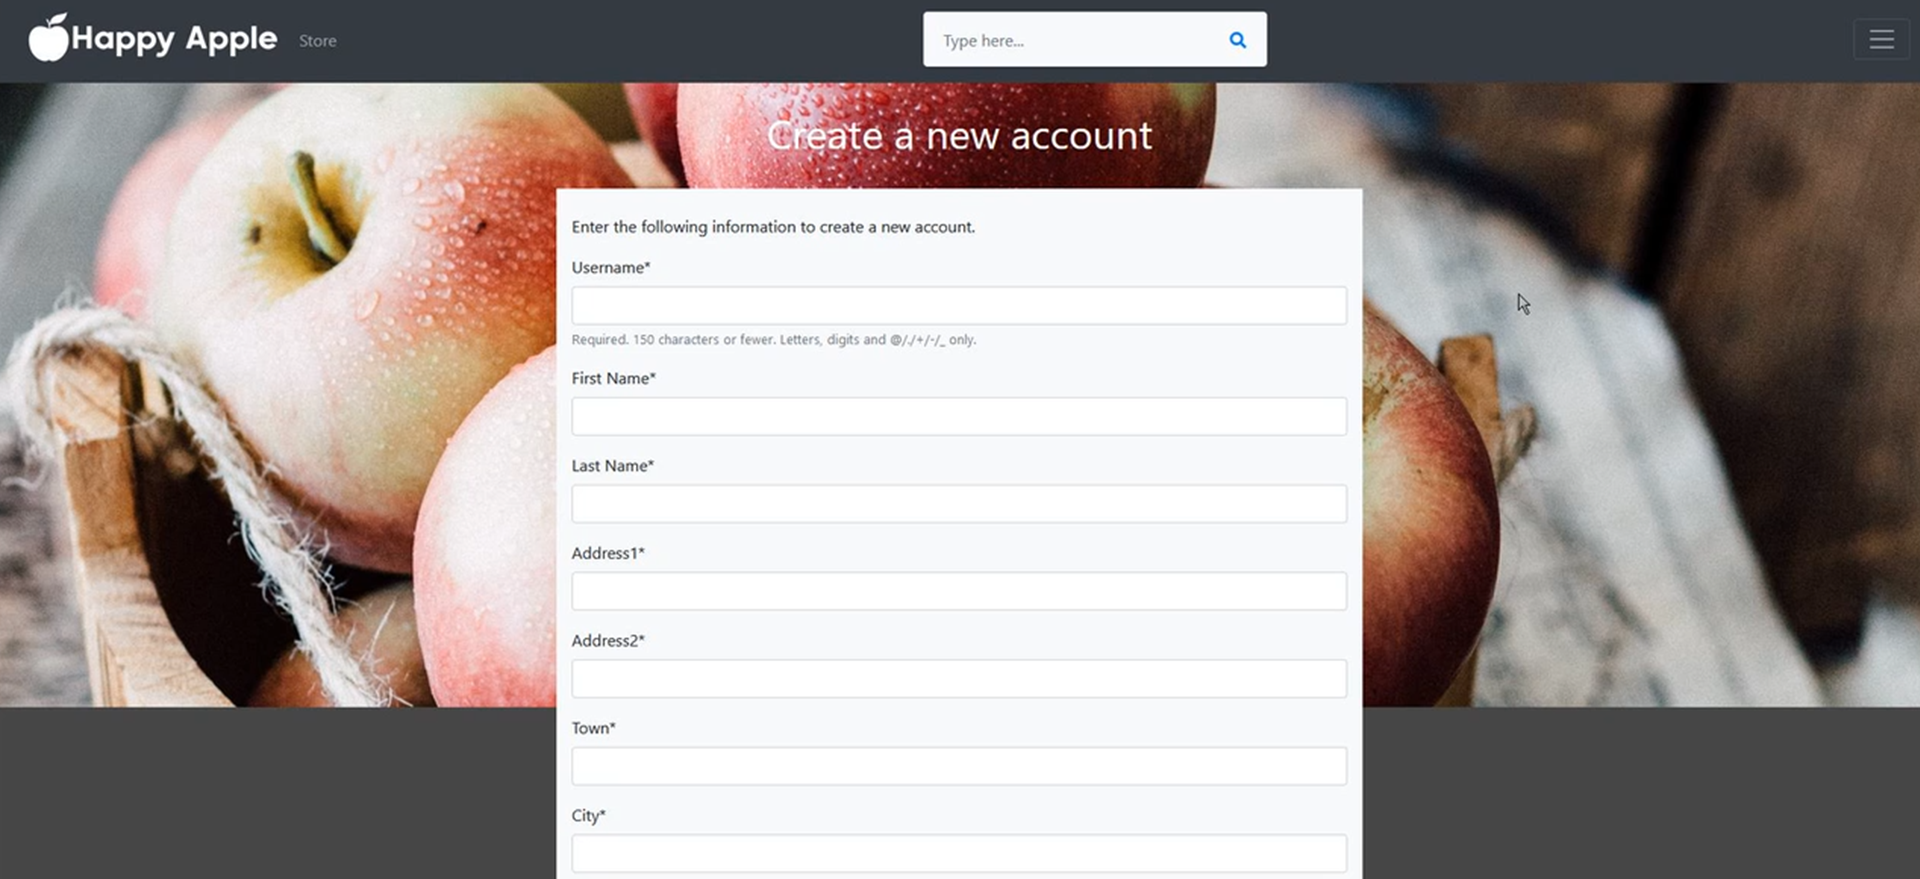 Happy Apple
Store
Type here...
Create a new account
Enter the following information to create a new account.
Username*
Required. 150 characters or fewer. Letters, digits and @/./+/-/_ only.
First Name*
Last Name*
Address1*
Address2*
Town*
City*